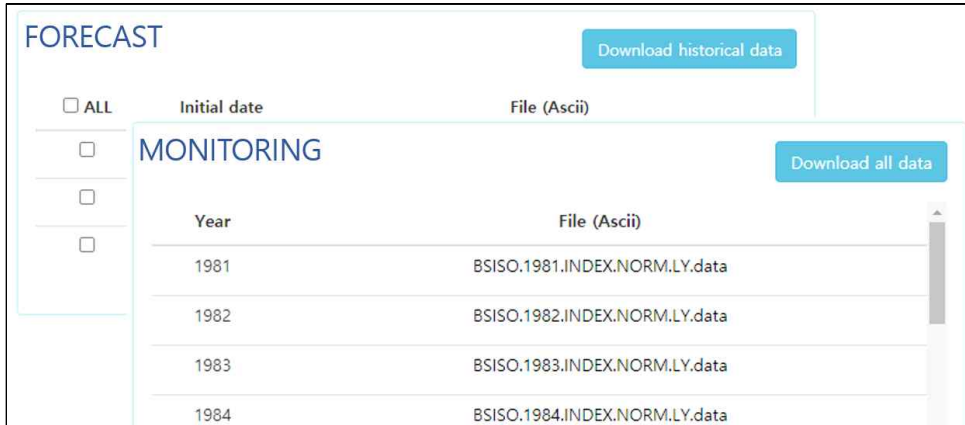 FORECAST
Download historical data
ALL Initial date File (Ascii)
MONITORING
Download all data
Year File (Ascii)
1981 BSISO.1981.INDEX.NORM.LY.data
1982 BSISO.1982.INDEX.NORM.LY.data
1983 BSISO.1983.INDEX.NORM.LY.data
1984 BSISO.1984.INDEX.NORM.LY.data